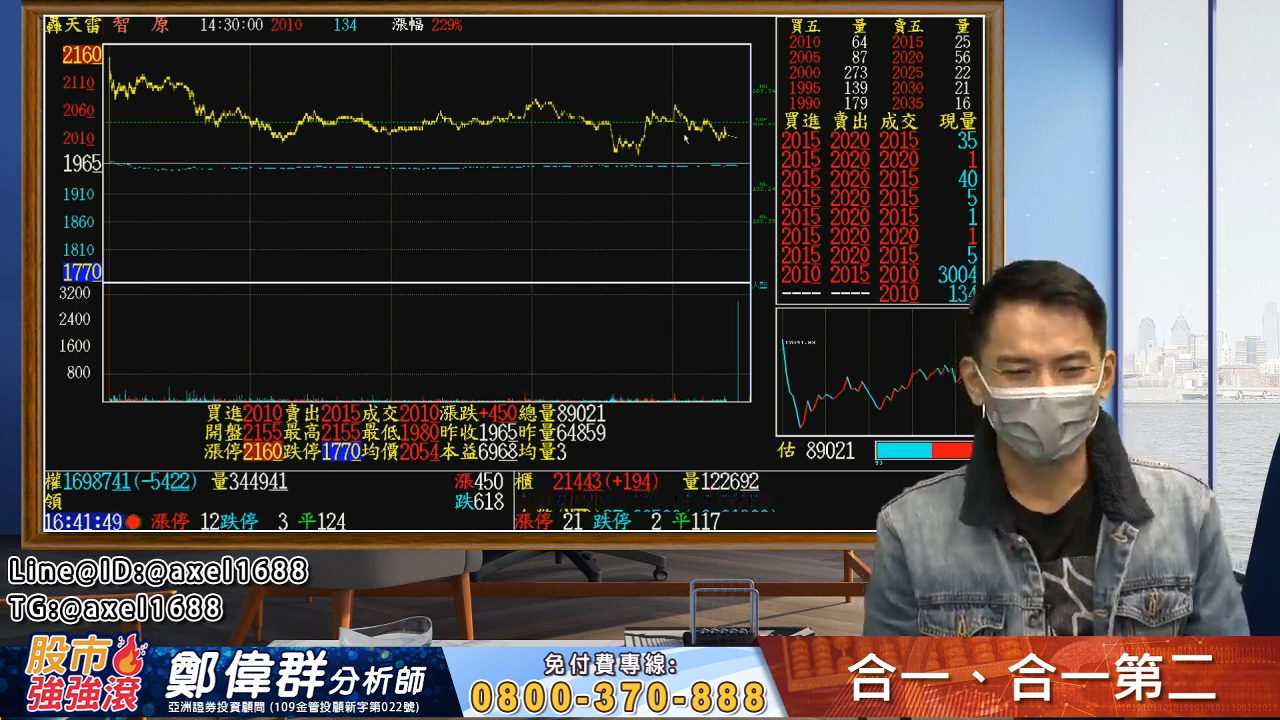 轟天雷 智 原 14:30:00 2010 134 漲幅 229%
2160
2110
2060
2010
1965
1910
1860
1810
1770
3200
2400
1600
800
買五 量 賣五 量
2010 64 2015 25
2005 87 2020 56
2000 273 2025 22
1995 139 2030 21
1990 179 2035 16
買進 賣出 成交 現量
2015 2020 2015 35
2015 2020 2020 1
2015 2020 2015 40
2015 2020 2015 5
2015 2020 2015 1
2015 2020 2020 1
2015 2020 2015 5
2010 2015 2010 3004
---- ---- 2010 134
估 89021
買進2010賣出2015成交2010漲跌+450總量89021
開盤2155最高2155最低1980昨收1965昨量64859
漲停2160跌停1770均價2054本益6968均量3
權1698741(-5422) 量344941 漲450
領 跌618
16:41:49 漲停 12跌停 3 平124
櫃 21443(+194) 量122692
漲停 21 跌停 2 平117
Line@ID:@axel1688
TG:@axel1688
股市
強強滾
鄭偉群分析師
亞洲證券投資顧問 (109金管投顧新字第022號)
免付費專線:
0800-370-888
合一、合一第二